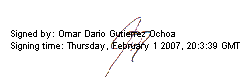 Signed by: Omar Dario Gutierrez Ochoa
Signing time: Thursday, February 1 2007, 20:3:39 GMT